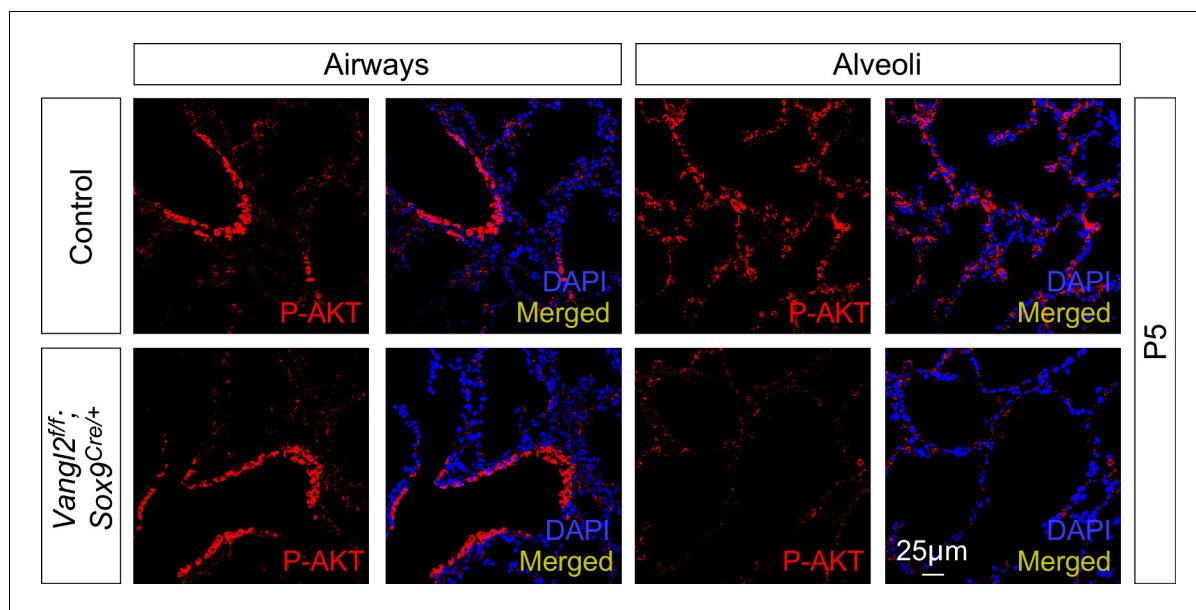 Airways
Alveoli
Control
P-AKT
DAPI
Merged
P-AKT
DAPI
Merged
P5
Vangl2f/f;
Sox9Cre/+
P-AKT
DAPI
Merged
P-AKT
25µm
DAPI
Merged